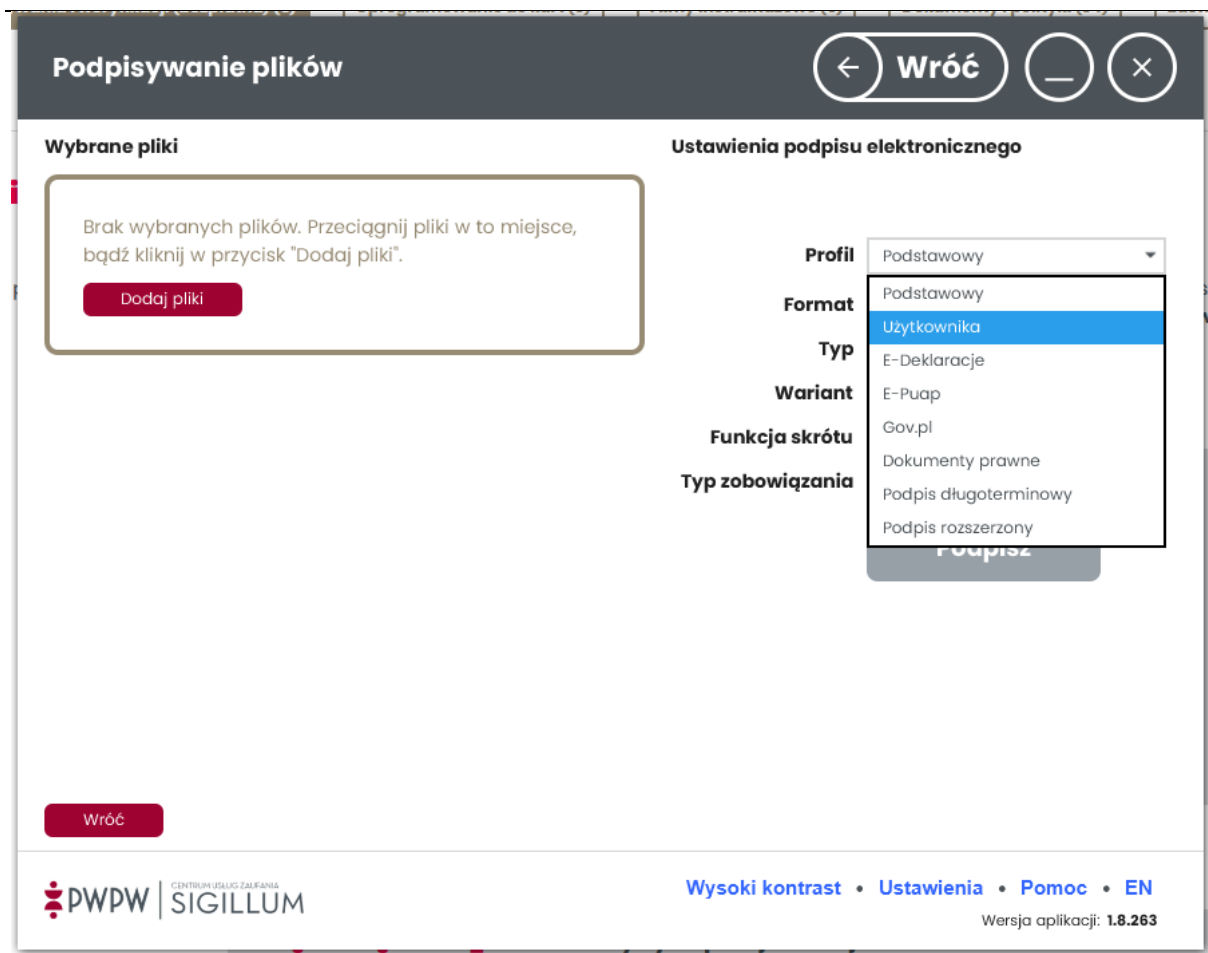 Podpisywanie plików
Wróć
Wybrane pliki
Brak wybranych plików. Przeciągnij pliki w to miejsce,
bądź kliknij w przycisk "Dodaj pliki".
Dodaj pliki
Ustawienia podpisu elektronicznego
Profil Podstawowy
Format
Typ
Wariant
Funkcja skrótu
Typ zobowiązania
Podstawowy
Użytkownika
E-Deklaracje
E-Puap
Gov.pl
Dokumenty prawne
Podpis długoterminowy
Podpis rozszerzony
Podpisz
Wróć
PWPW CENTRUM USŁUG ZAUFANIA
SIGILLUM
Wysoki kontrast • Ustawienia • Pomoc • EN
Wersja aplikacji: 1.8.263